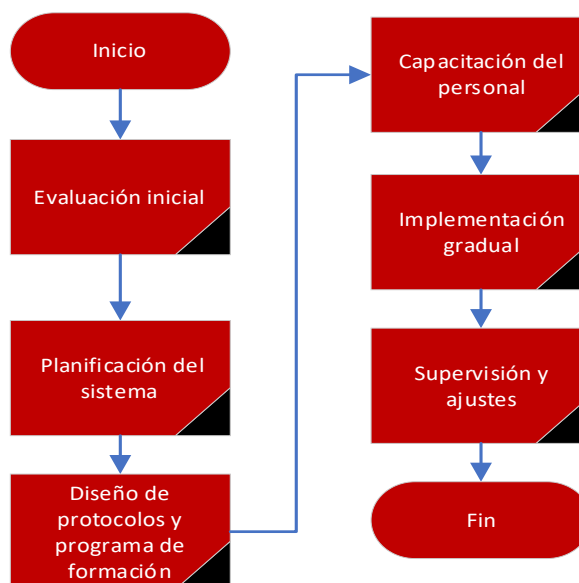 Inicio
Evaluación inicial
Planificación del
sistema
Diseño de
protocolos y
programa de
formación
Capacitación del
personal
Implementación
gradual
Supervisión y
ajustes
Fin